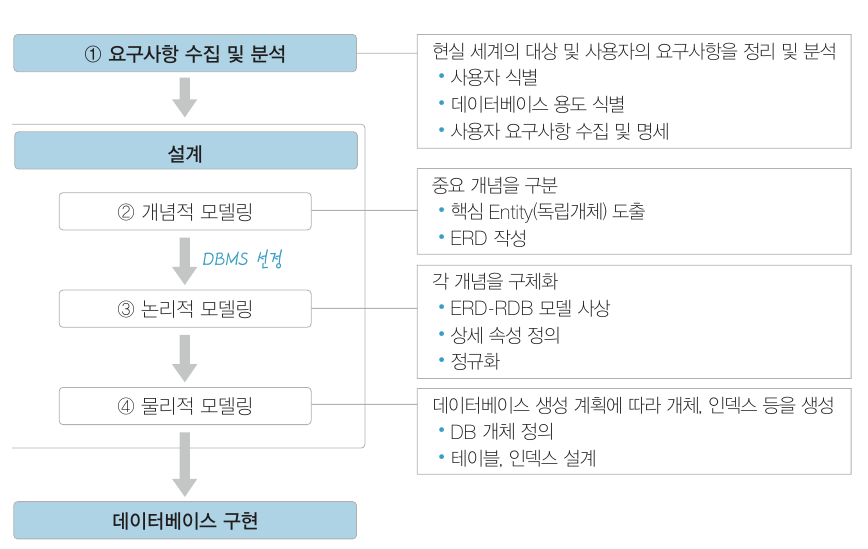 ① 요구사항 수집 및 분석
현실 세계의 대상 및 사용자의 요구사항을 정리 및 분석
• 사용자 식별
• 데이터베이스 용도 식별
• 사용자 요구사항 수집 및 명세
설계
② 개념적 모델링
중요 개념을 구분
• 핵심 Entity(독립개체) 도출
• ERD 작성
DBMS 선정
③ 논리적 모델링
각 개념을 구체화
• ERD-RDB 모델 사상
• 상세 속성 정의
• 정규화
④ 물리적 모델링
데이터베이스 생성 계획에 따라 개체, 인덱스 등을 생성
• DB 개체 정의
• 테이블, 인덱스 설계
데이터베이스 구현